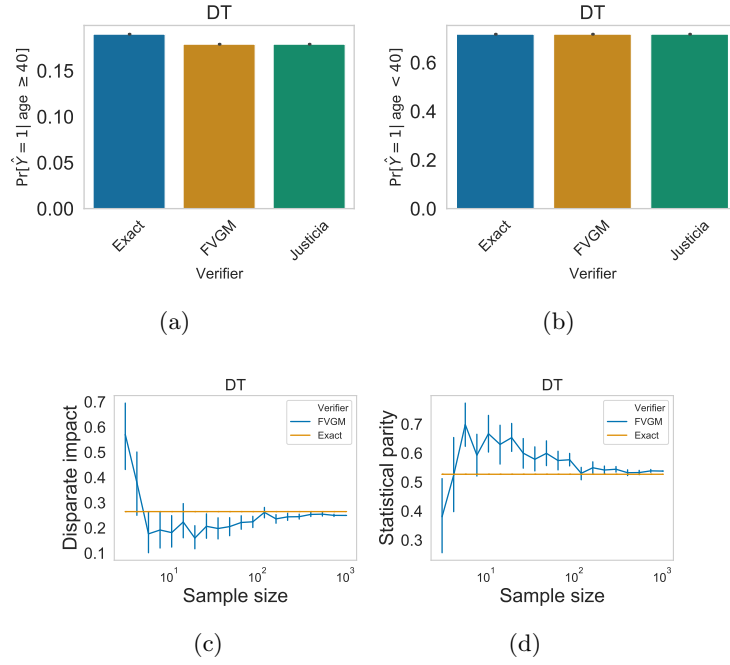 DT
Pr[Ŷ = 1| age ≥ 40]
0.15
0.10
0.05
0.00
Exact
FVGM
Justicia
Verifier
(a)
DT
Pr[Ŷ = 1| age < 40]
0.6
0.4
0.2
0.0
Exact
FVGM
Justicia
Verifier
(b)
DT
Disparate impact
0.7
0.6
0.5
0.4
0.3
0.2
0.1
Verifier
FVGM
Exact
10¹
10²
10³
Sample size
(c)
DT
Statistical parity
0.7
0.6
0.5
0.4
0.3
Verifier
FVGM
Exact
10¹
10²
10³
Sample size
(d)